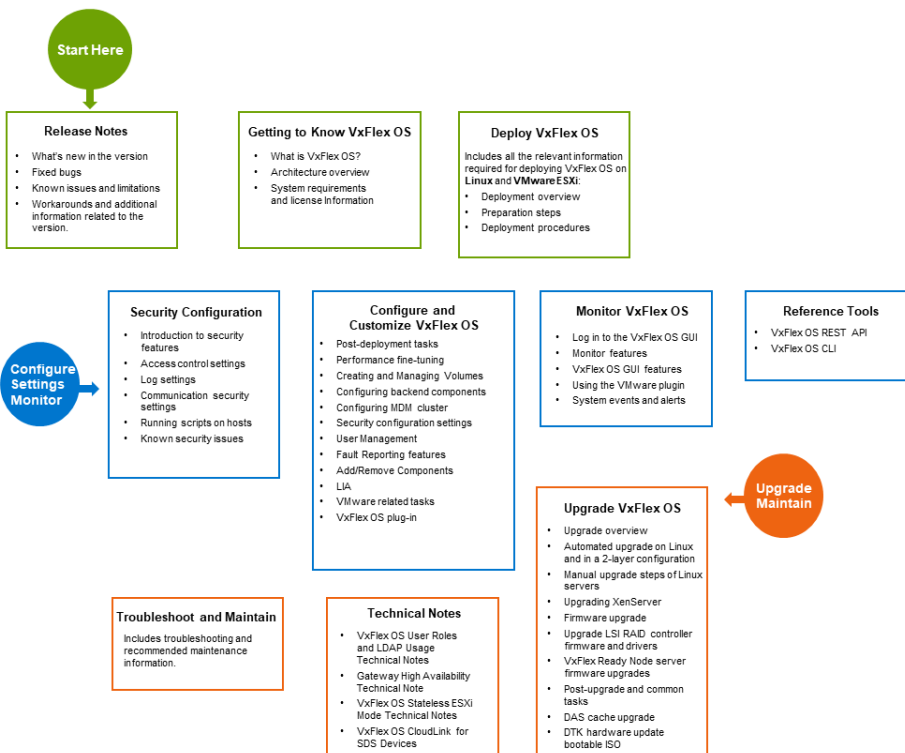 Start Here
Release Notes
• What's new in the version
• Fixed bugs
• Known issues and limitations
• Workarounds and additional
information related to the
version.
Getting to Know VxFlex OS
• What is VxFlex OS?
• Architecture overview
• System requirements
and license Information
Deploy VxFlex OS
Includes all the relevant information
required for deploying VxFlex OS on
Linux and VMware ESXi:
• Deployment overview
• Preparation steps
• Deployment procedures
Configure
Settings
Monitor
Security Configuration
• Introduction to security
features
• Access control settings
• Log settings
• Communication security
settings
• Running scripts on hosts
• Known security issues
Configure and
Customize VxFlex OS
• Post-deployment tasks
• Performance fine-tuning
• Creating and Managing Volumes
• Configuring backend components
• Configuring MDM cluster
• Security configuration settings
• User Management
• Fault Reporting features
• Add/Remove Components
• LIA
• VMware related tasks
• VxFlex OS plug-in
Monitor VxFlex OS
• Log in to the VxFlex OS GUI
• Monitor features
• VxFlex OS GUI features
• Using the VMware plugin
• System events and alerts
Reference Tools
• VxFlex OS REST API
• VxFlex OS CLI
Upgrade
Maintain
Upgrade VxFlex OS
• Upgrade overview
• Automated upgrade on Linux
and in a 2-layer configuration
• Manual upgrade steps of Linux
servers
• Upgrading XenServer
• Firmware upgrade
• Upgrade LSI RAID controller
firmware and drivers
• VxFlex Ready Node server
firmware upgrades
• Post-upgrade and common
tasks
• DAS cache upgrade
• DTK hardware update
bootable ISO
Troubleshoot and Maintain
Includes troubleshooting and
recommended maintenance
information.
Technical Notes
• VxFlex OS User Roles
and LDAP Usage
Technical Notes
• Gateway High Availability
Technical Note
• VxFlex OS Stateless ESXi
Mode Technical Notes
• VxFlex OS CloudLink for
SDS Devices